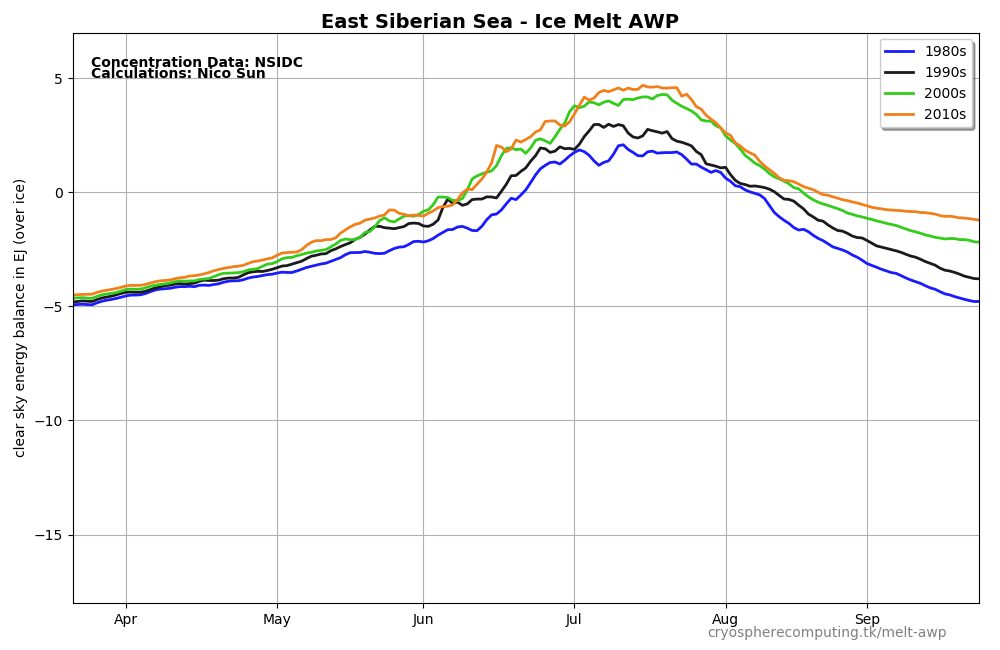 East Siberian Sea - Ice Melt AWP
Concentration Data: NSIDC
Calculations: Nico Sun
1980s
1990s
2000s
2010s
clear sky energy balance in EJ (over ice)
5
0
−5
−10
−15
Apr May Jun Jul Aug Sep
cryospherecomputing.tk/melt-awp